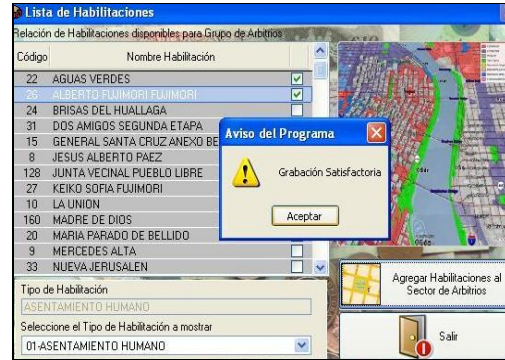 Lista de Habilitaciones
Relación de Habilitaciones disponibles para Grupo de Arbitrios
Código Nombre Habilitación
22 AGUAS VERDES
26 ALBERTO FUJIMORI FUJIMORI
24 BRISAS DEL HUALLAGA
31 DOS AMIGOS SEGUNDA ETAPA
15 GENERAL SANTA CRUZ ANEXO BE
8 JESUS ALBERTO PAEZ
128 JUNTA VECINAL PUEBLO LIBRE
27 KEIKO SOFIA FUJIMORI
10 LA UNION
160 MADRE DE DIOS
20 MARIA PARADO DE BELLIDO
9 MERCEDES ALTA
33 NUEVA JERUSALEN
Aviso del Programa
Grabación Satisfactoria
Aceptar
Tipo de Habilitación
ASENTAMIENTO HUMANO
Seleccione el Tipo de Habilitación a mostrar
01-ASENTAMIENTO HUMANO
Agregar Habilitaciones al
Sector de Arbitrios
Salir